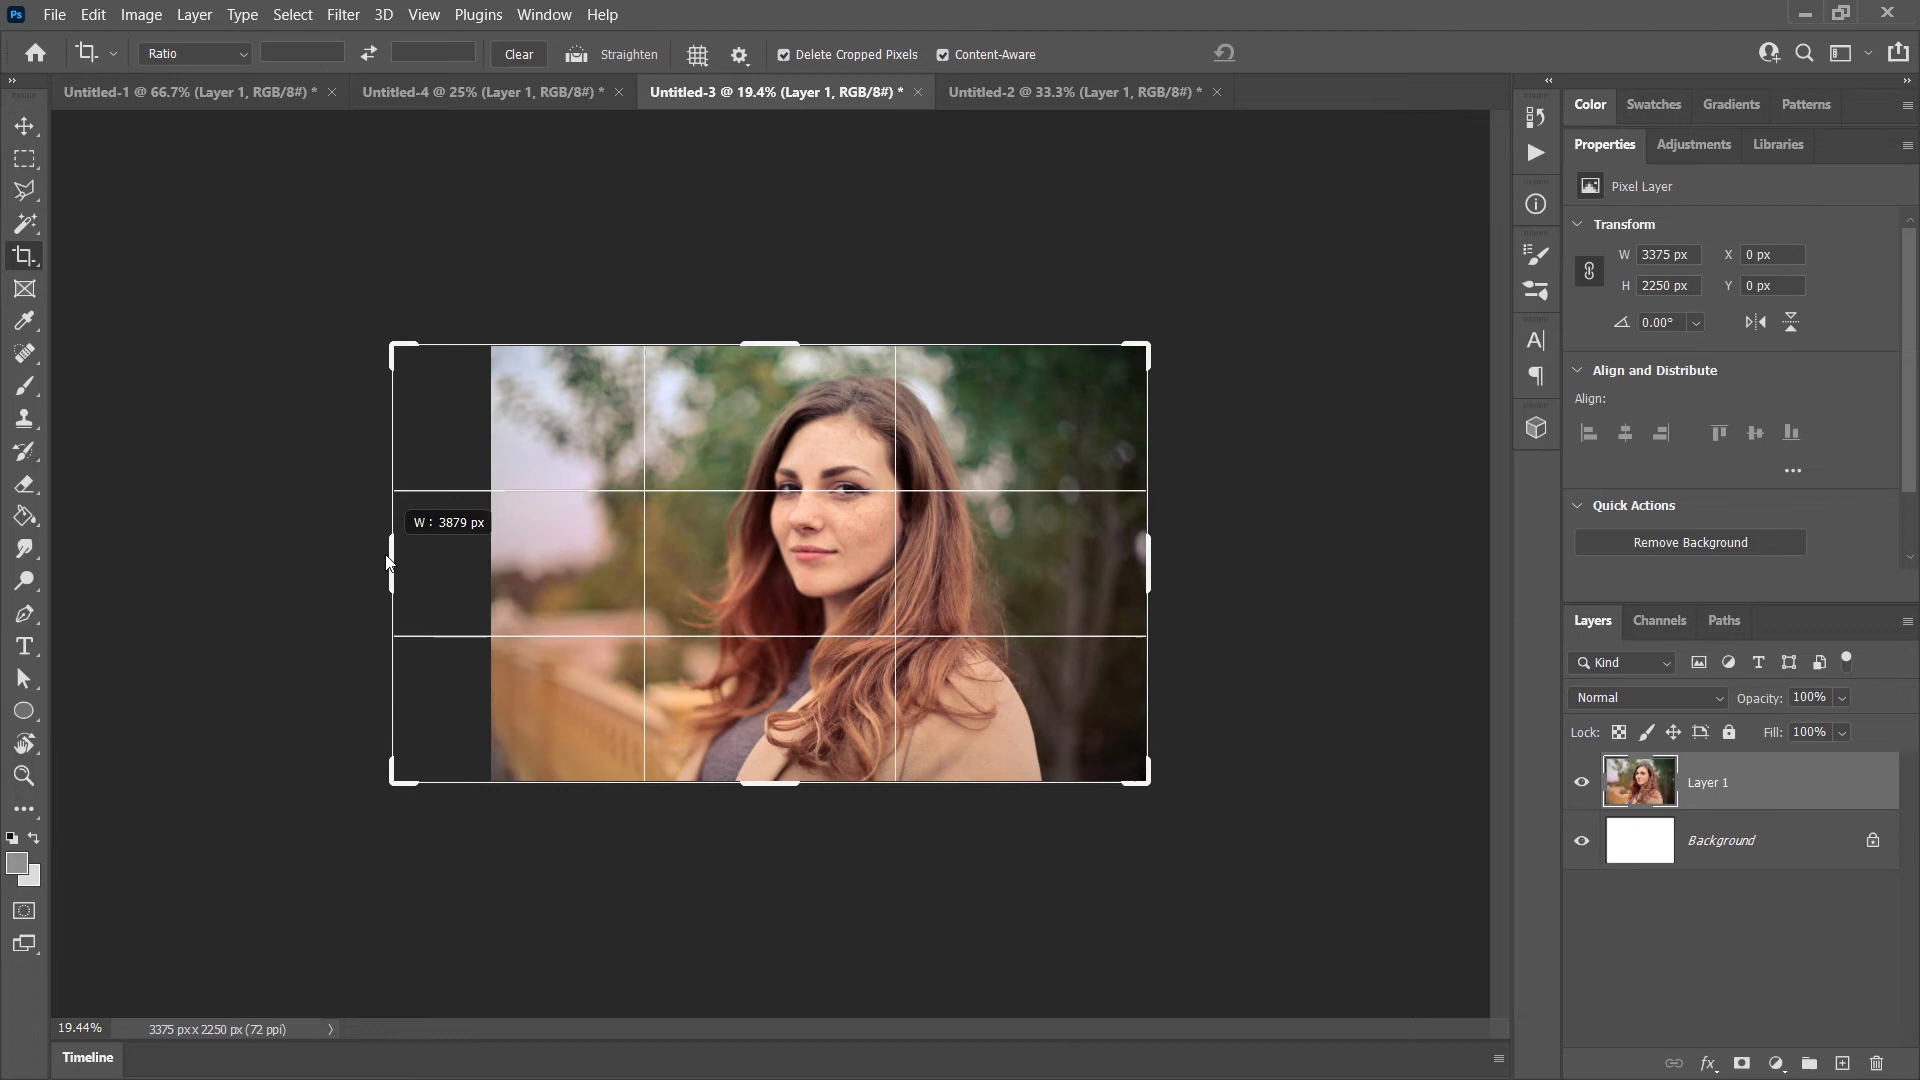 Ps File Edit Image Layer Type Select Filter 3D View Plugins Window Help
Ratio Clear Straighten Delete Cropped Pixels Content-Aware
Untitled-1 @ 66.7% (Layer 1, RGB/8#) * Untitled-4 @ 25% (Layer 1, RGB/8#) * Untitled-3 @ 19.4% (Layer 1, RGB/8#) * Untitled-2 @ 33.3% (Layer 1, RGB/8#) *
Color Swatches Gradients Patterns
Properties Adjustments Libraries
Pixel Layer
Transform
W 3375 px X 0 px
H 2250 px Y 0 px
0.00°
Align and Distribute
Align:
Quick Actions
Remove Background
W : 3879 px
Layers Channels Paths
Kind
Normal Opacity: 100%
Lock: Fill: 100%
Layer 1
Background
19.44% 3375 px x 2250 px (72 ppi)
Timeline